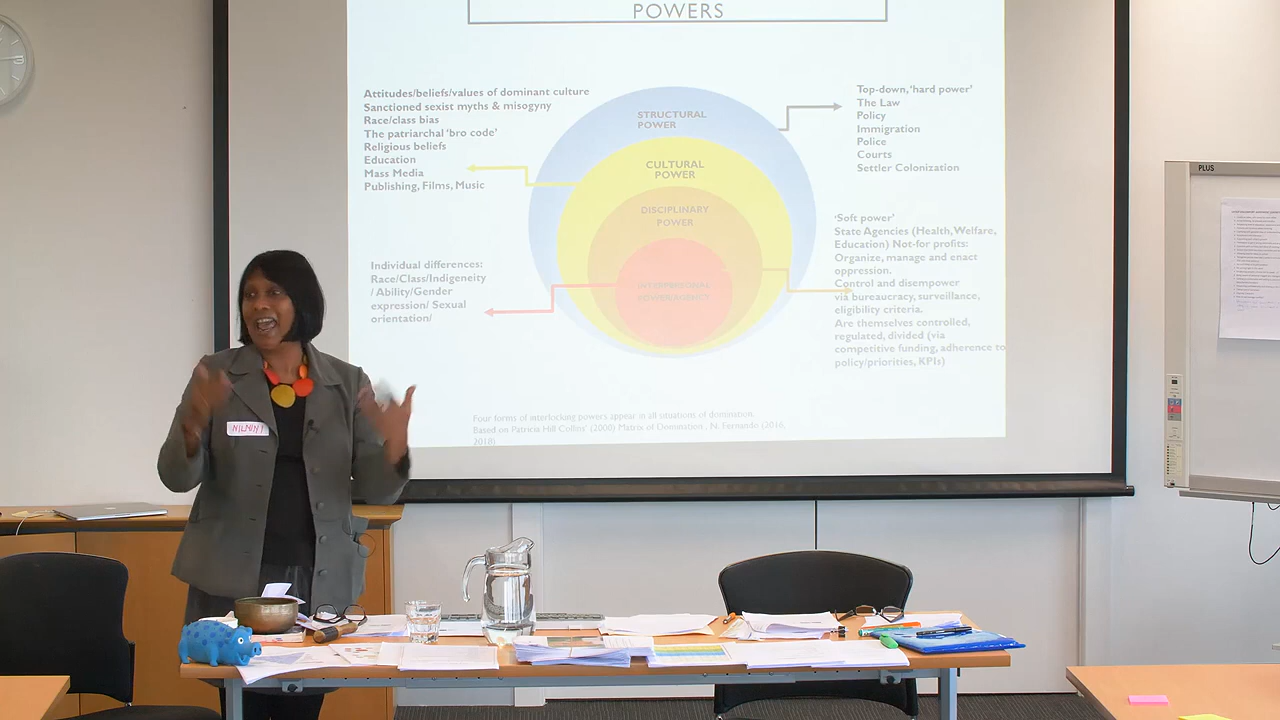 POWERS
Attitudes/beliefs/values of dominant culture
Sanctioned sexist myths & misogyny
Race/class bias
The patriarchal 'bro code'
Religious beliefs
Education
Mass Media
Publishing, Films, Music
STRUCTURAL
POWER
CULTURAL
POWER
DISCIPLINARY
POWER
INTERPERSONAL
POWER/AGENCY
Top-down, 'hard power'
The Law
Policy
Immigration
Police
Courts
Settler Colonization
Individual differences:
Race/Class/Indigeneity
/ Ability/Gender
expression/ Sexual
orientation/
'Soft power'
State Agencies (Health, Welfare,
Education) Not-for profits:
Organize, manage and enact
oppression.
Control and disempower
via bureaucracy, surveillance,
eligibility criteria.
Are themselves controlled,
regulated, divided (via
competitive funding, adherence to
policy/priorities, KPIs)
Four forms of interlocking powers appear in all situations of domination.
Based on Patricia Hill Collins' (2000) Matrix of Domination , N. Fernando (2016,
2018)
NILMINI
PLUS